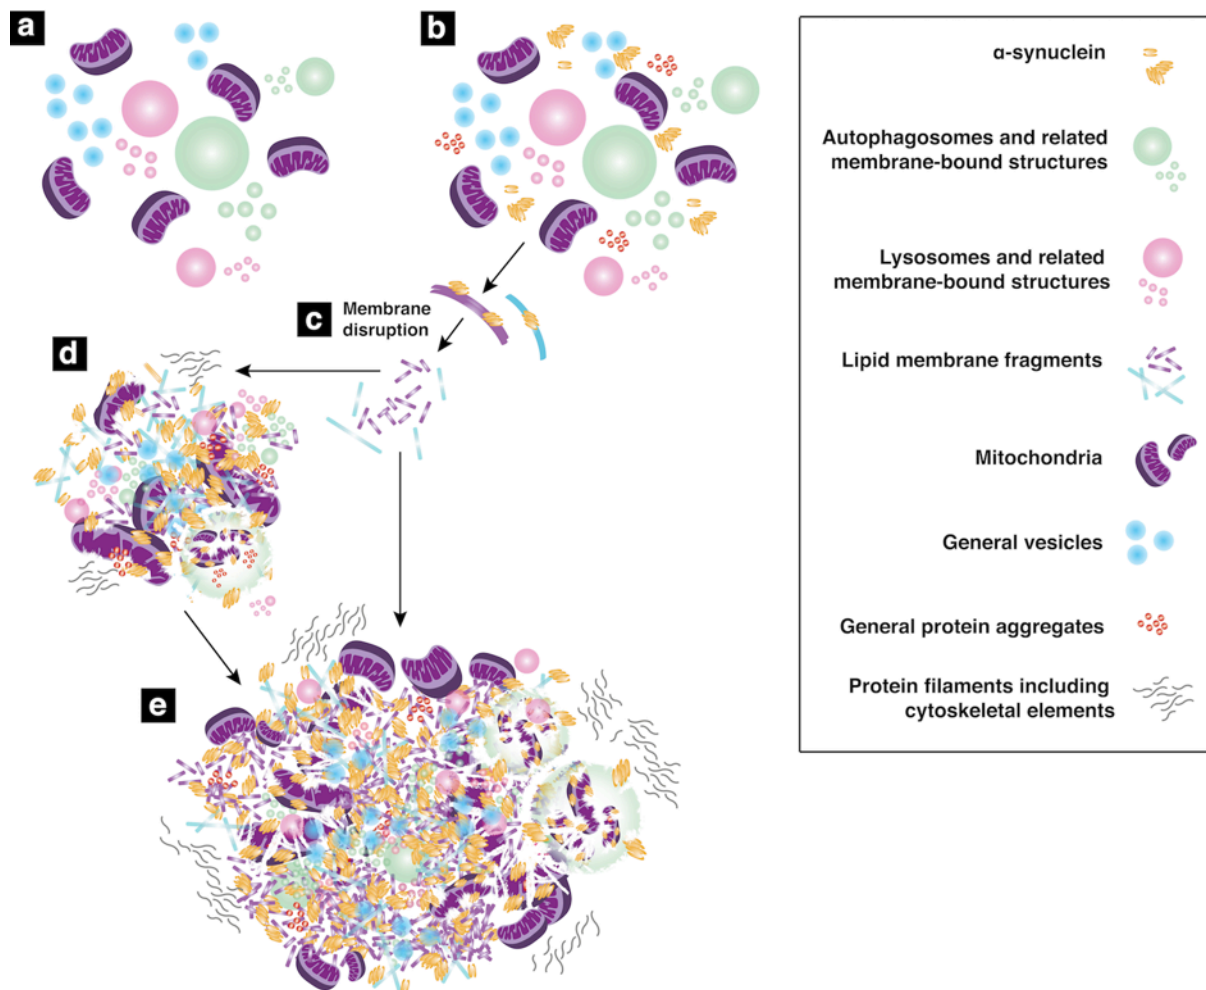 a
b
c
Membrane
disruption
d
e
α-synuclein
Autophagosomes and related
membrane-bound structures
Lysosomes and related
membrane-bound structures
Lipid membrane fragments
Mitochondria
General vesicles
General protein aggregates
Protein filaments including
cytoskeletal elements